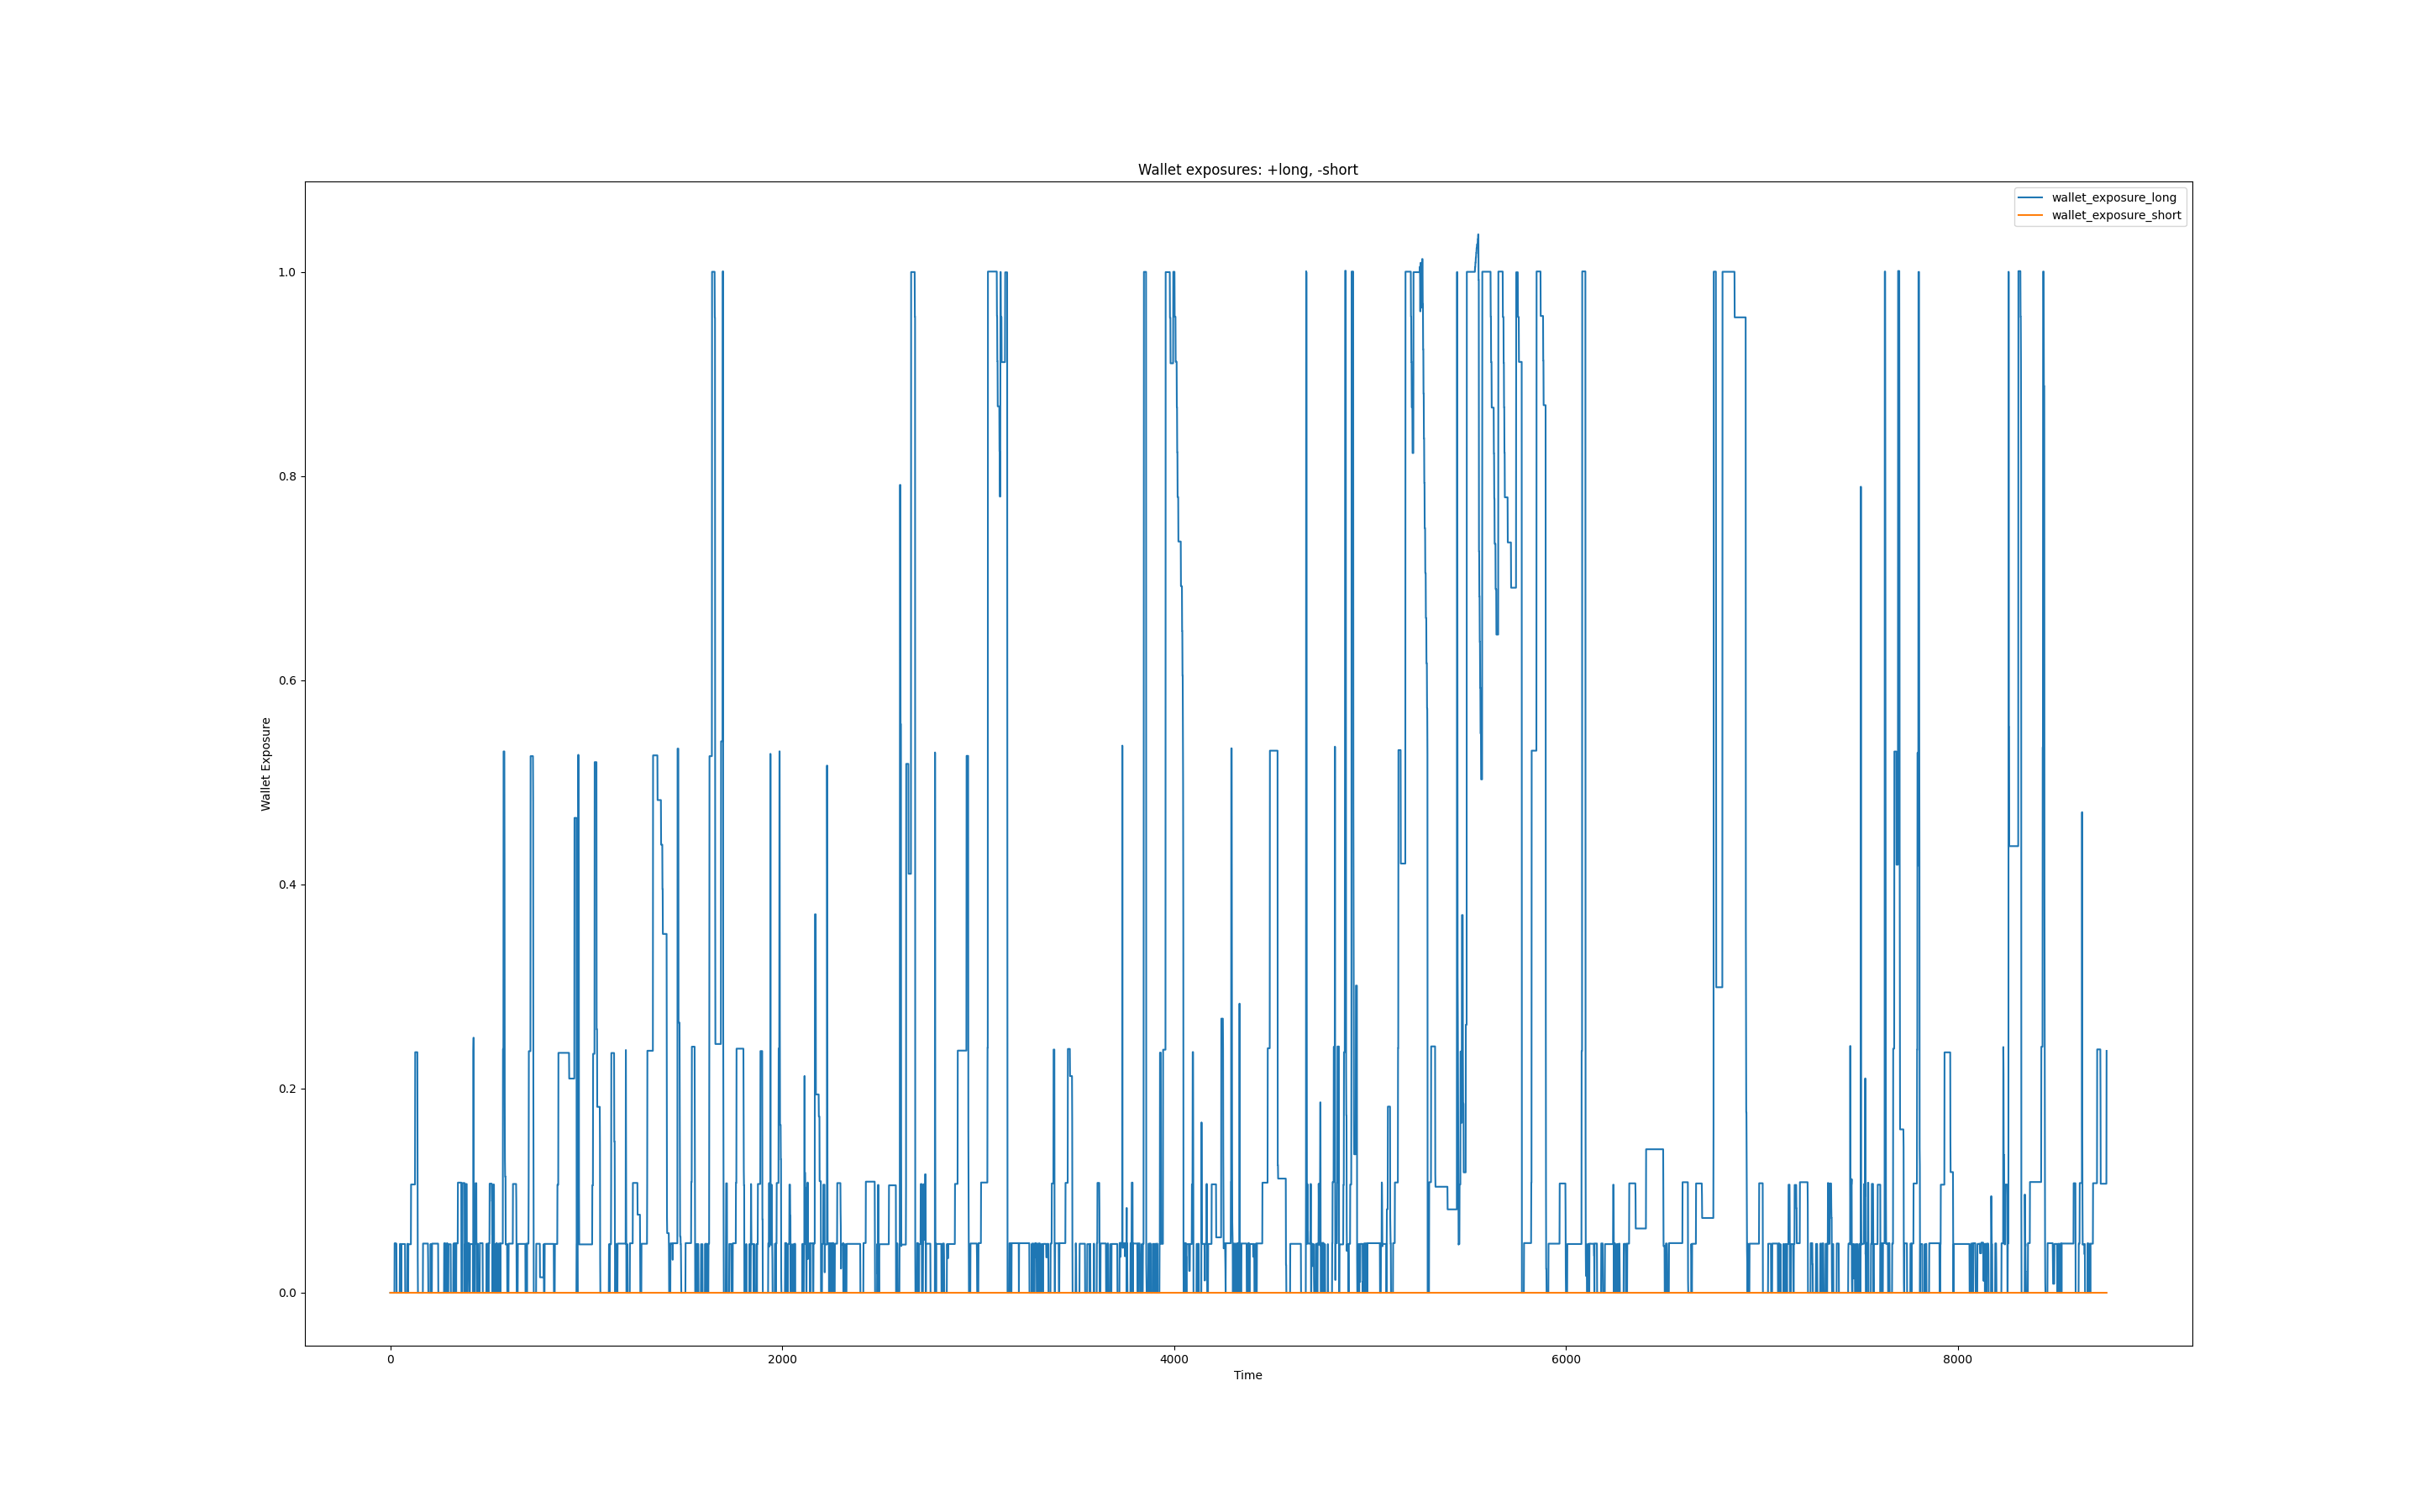 Wallet exposures: +long, -short
wallet_exposure_long
wallet_exposure_short
1.0
0.8
0.6
0.4
0.2
0.0
Wallet Exposure
0 2000 4000 6000 8000
Time